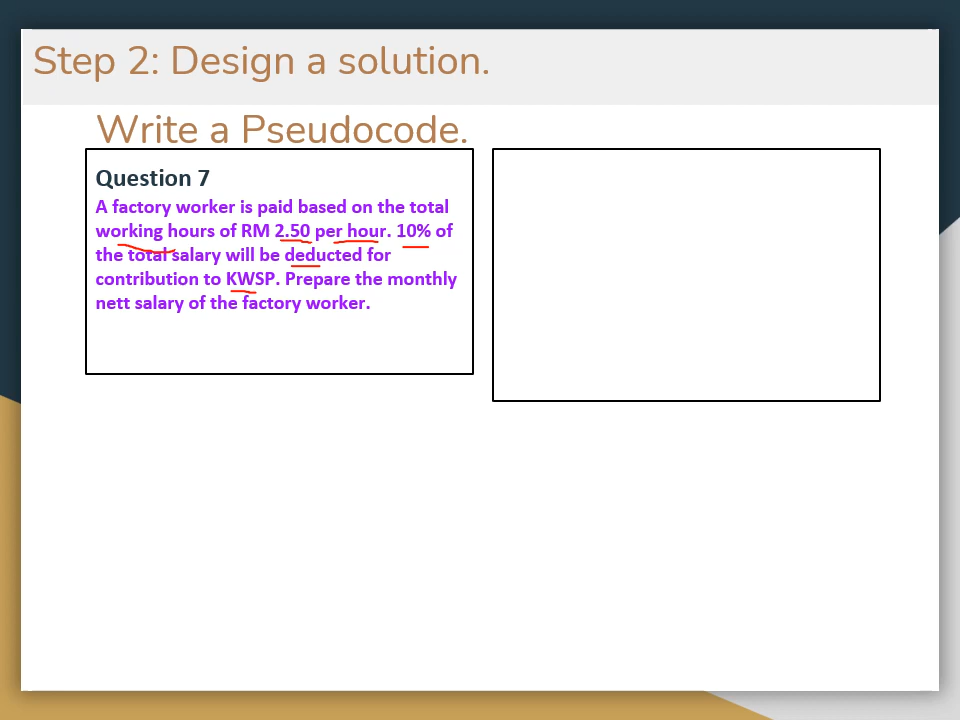 Step 2: Design a solution.
Write a Pseudocode.
Question 7
A factory worker is paid based on the total
working hours of RM 2.50 per hour. 10% of
the total salary will be deducted for
contribution to KWSP. Prepare the monthly
nett salary of the factory worker.